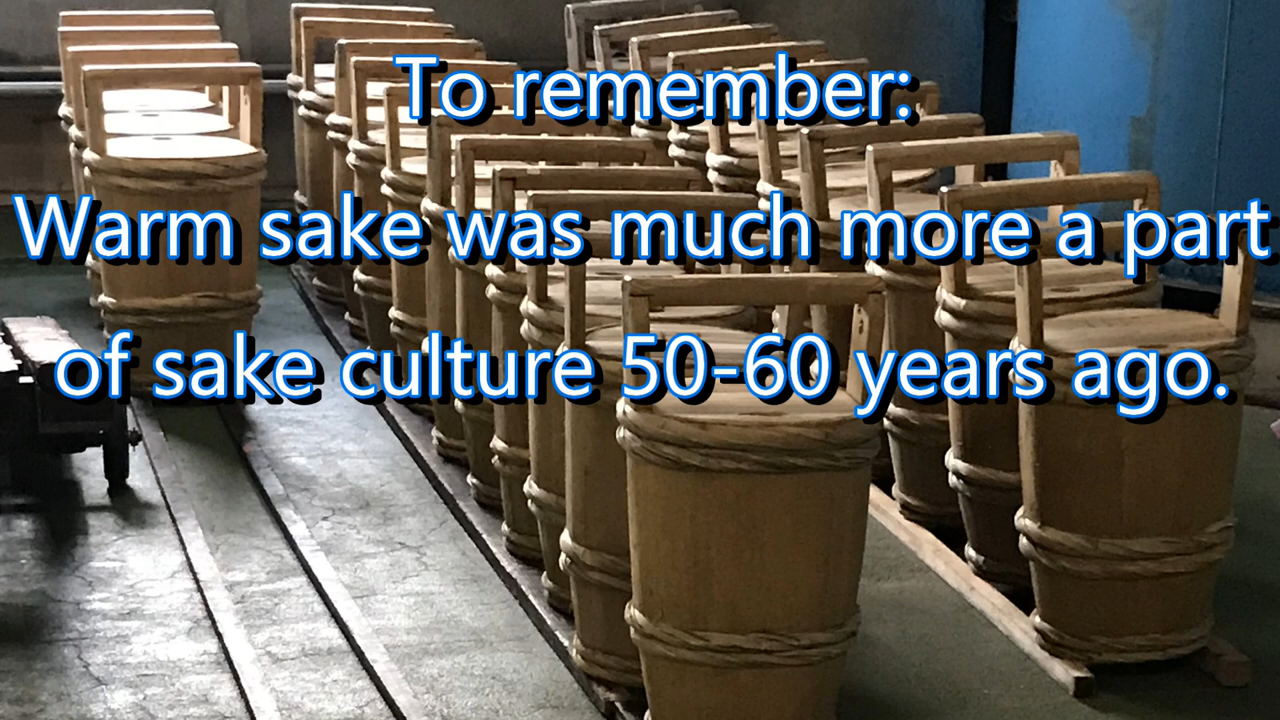 To remember:
Warm sake was much more a part
of sake culture 50-60 years ago.